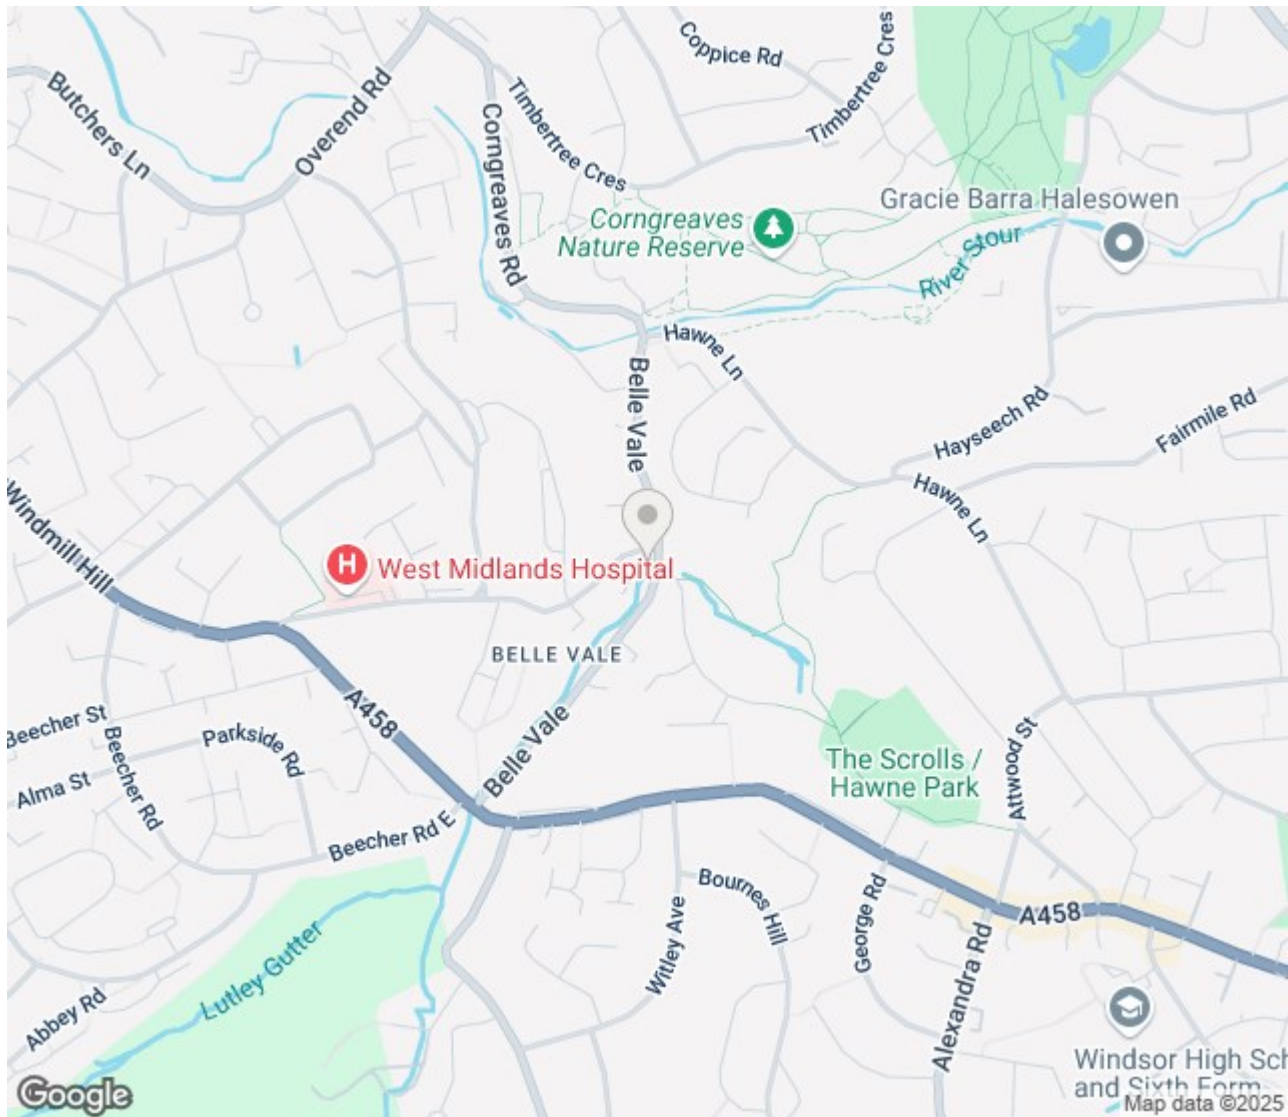 Coppice Rd
Timbertree Cres
Butchers Ln
Overend Rd
Corngreaves Rd
Timbertree Cres
Corngreaves
Nature Reserve
Gracie Barra Halesowen
River Stour
Hawne Ln
Belle Vale
Hayseech Rd
Fairmile Rd
Hawne Ln
Windmill Hill
H
West Midlands Hospital
BELLE VALE
A458
Beecher St
Parkside Rd
Beecher Rd
Alma St
Belle Vale
The Scrolls /
Hawne Park
Attwood St
Beecher Rd E
Bournes Hill
Witley Ave
George Rd
A458
Alexandra Rd
Lutley Gutter
Abbey Rd
Windsor High Sch
and Sixth Form
Google
Map data ©2025